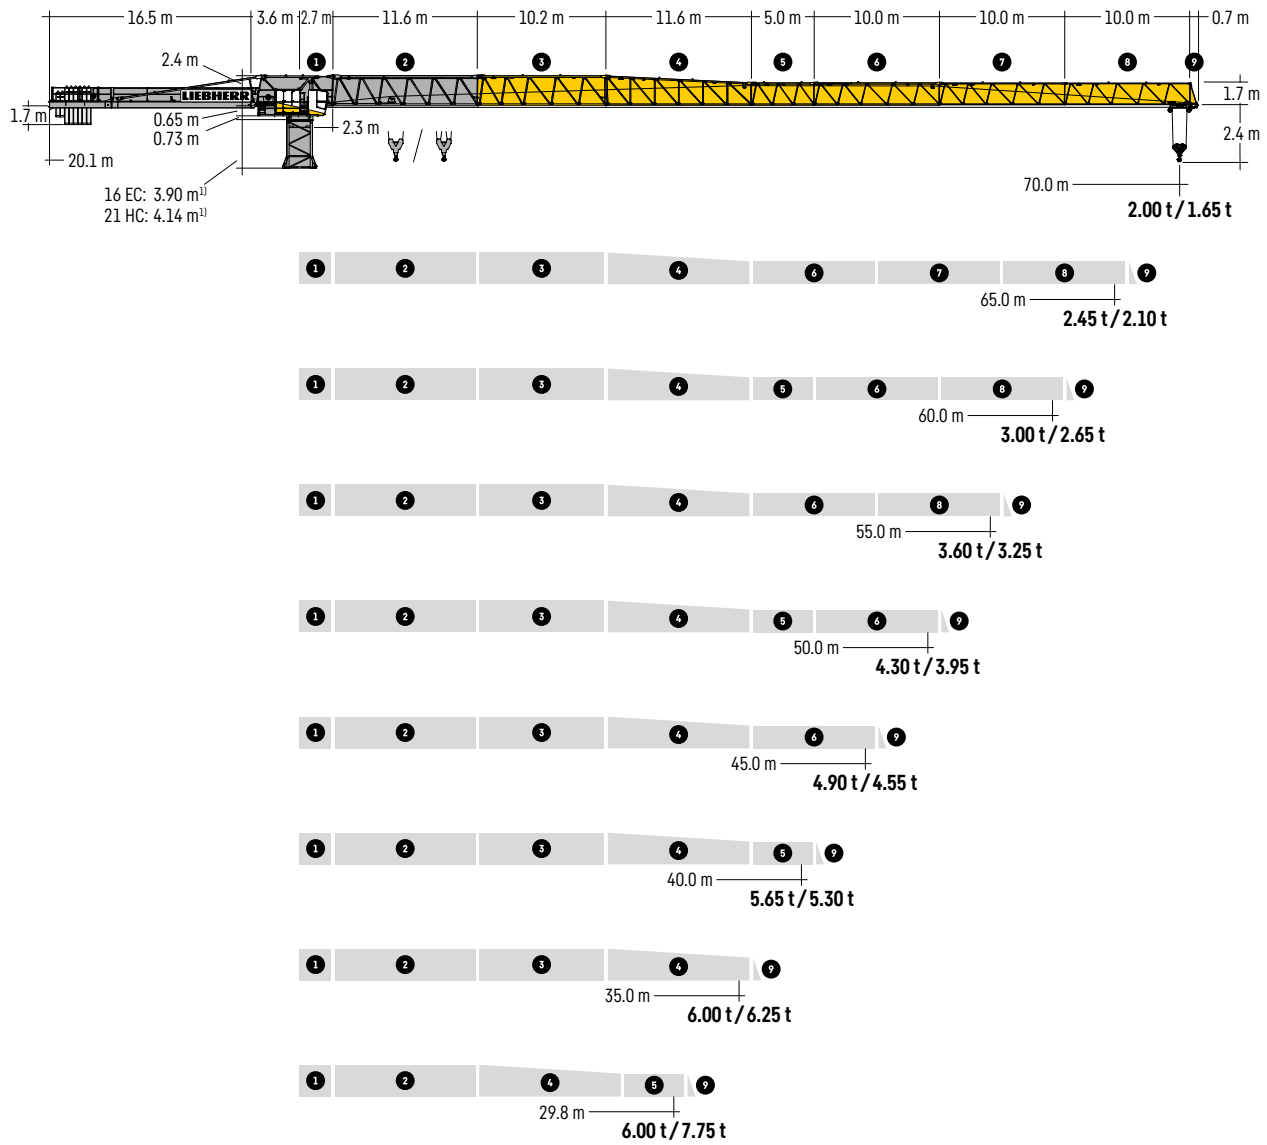 16.5 m 3.6 m 2.7 m 11.6 m 10.2 m 11.6 m 5.0 m 10.0 m 10.0 m 10.0 m 0.7 m
1 2 3 4 5 6 7 8 9
2.4 m
LIEBHERR
1.7 m
1.7 m
0.65 m
0.73 m
2.3 m
2.4 m
20.1 m
16 EC: 3.90 m1)
21 HC: 4.14 m1)
70.0 m
2.00 t / 1.65 t
1 2 3 4 6 7 8 9
65.0 m
2.45 t / 2.10 t
1 2 3 4 5 6 8 9
60.0 m
3.00 t / 2.65 t
1 2 3 4 6 8 9
55.0 m
3.60 t / 3.25 t
1 2 3 4 5 6 9
50.0 m
4.30 t / 3.95 t
1 2 3 4 6 9
45.0 m
4.90 t / 4.55 t
1 2 3 4 5 9
40.0 m
5.65 t / 5.30 t
1 2 3 4 9
35.0 m
6.00 t / 6.25 t
1 2 4 5 9
29.8 m
6.00 t / 7.75 t